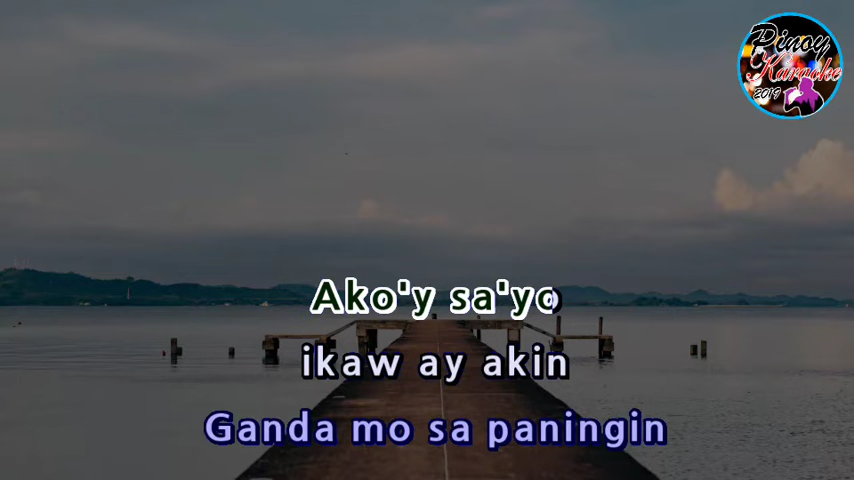 Pinoy
Karaoke
2019
Ako'y sa'yo
ikaw ay akin
Ganda mo sa paningin